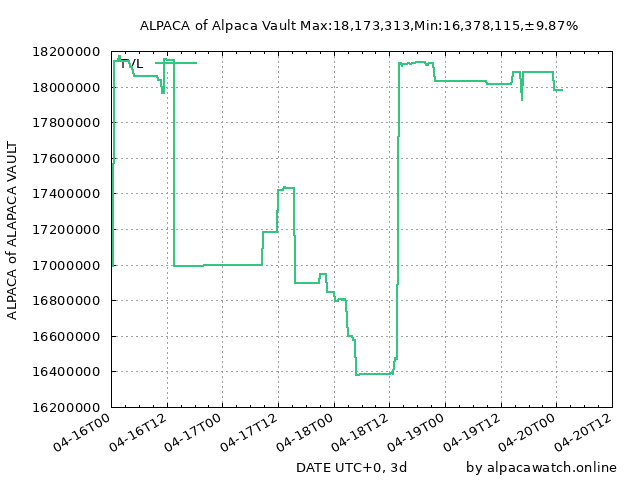 ALPACA of Alpaca Vault Max:18,173,313,Min:16,378,115,±9.87%
18200000
18000000
17800000
17600000
17400000
17200000
17000000
16800000
16600000
16400000
16200000
ALPACA of ALAPACA VAULT
TVL
04-16T00
04-16T12
04-17T00
04-17T12
04-18T00
04-18T12
04-19T00
04-19T12
04-20T00
04-20T12
DATE UTC+0, 3d
by alpacawatch.online